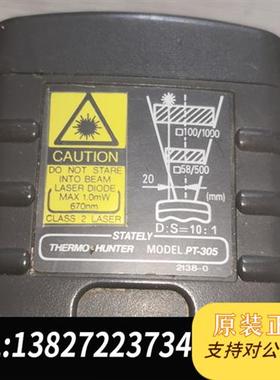 CAUTION
DO NOT STARE
INTO BEAM
LASER DIODE,
MAX 1.0mW
670nm
CLASS 2 LASER
□100/1000
□58/500
20
(mm)
D:S=10:1
STATELY
THERMO HUNTER MODEL PT-305
2138-0
:13827223734
原装正
支持对公